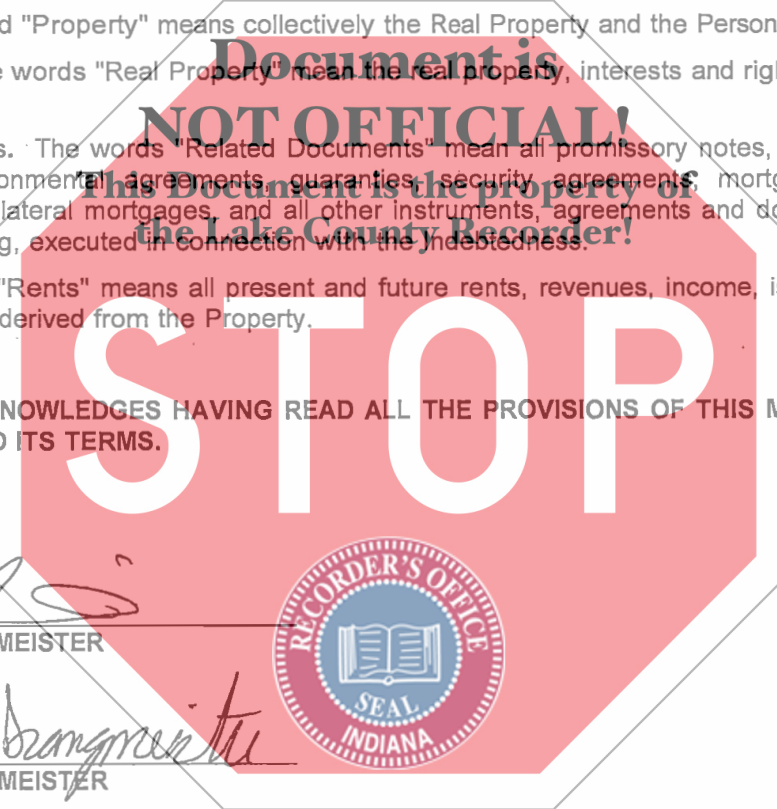 d "Property" means collectively the Real Property and the Person
Document is
e words "Real Property" mean the real property, interests and righ
NOT OFFICIAL!
s. The words "Related Documents" mean all promissory notes,
This Document is the property of
onmental agreements, guaranties, security agreements, mortg
lateral mortgages, and all other instruments, agreements and do
the Lake County Recorder!
g, executed in connection with the Indebtedness.
"Rents" means all present and future rents, revenues, income, is
derived from the Property.
STOP
NOWLEDGES HAVING READ ALL THE PROVISIONS OF THIS M
D ITS TERMS.
RECORDER'S OFFICE
SEAL
INDIANA
MEISTER
MEISTER